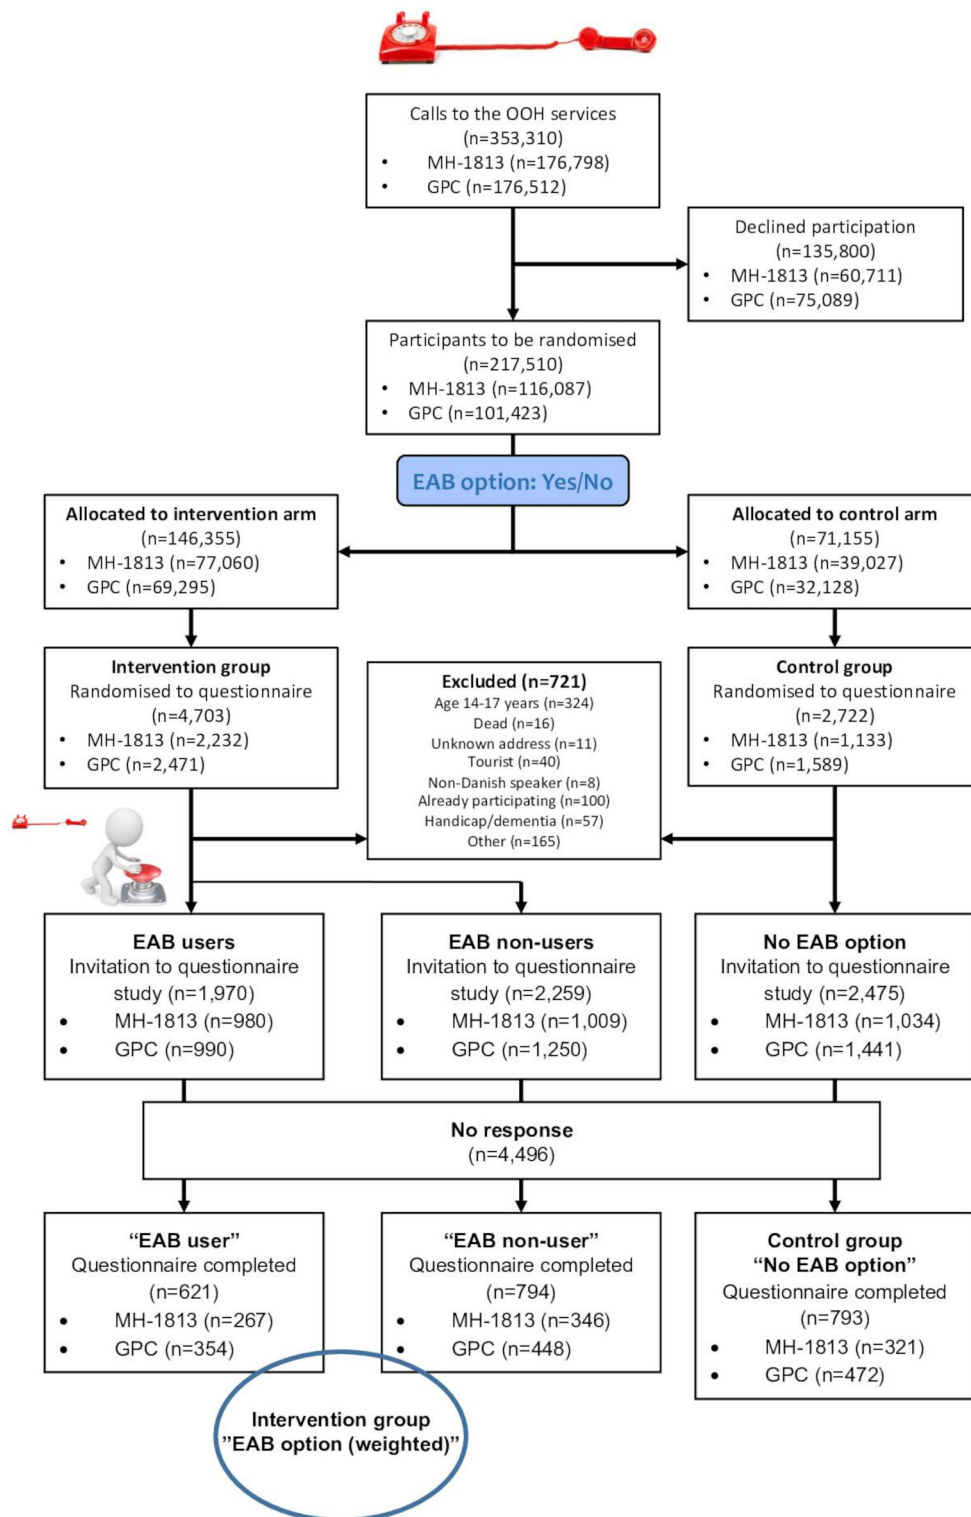 Calls to the OOH services
(n=353,310)
• MH-1813 (n=176,798)
• GPC (n=176,512)
Declined participation
(n=135,800)
• MH-1813 (n=60,711)
• GPC (n=75,089)
Participants to be randomised
(n=217,510)
• MH-1813 (n=116,087)
• GPC (n=101,423)
EAB option: Yes/No
Allocated to intervention arm
(n=146,355)
• MH-1813 (n=77,060)
• GPC (n=69,295)
Allocated to control arm
(n=71,155)
• MH-1813 (n=39,027)
• GPC (n=32,128)
Intervention group
Randomised to questionnaire
(n=4,703)
• MH-1813 (n=2,232)
• GPC (n=2,471)
Excluded (n=721)
Age 14-17 years (n=324)
Dead (n=16)
Unknown address (n=11)
Tourist (n=40)
Non-Danish speaker (n=8)
Already participating (n=100)
Handicap/dementia (n=57)
Other (n=165)
Control group
Randomised to questionnaire
(n=2,722)
• MH-1813 (n=1,133)
• GPC (n=1,589)
EAB users
Invitation to questionnaire
study (n=1,970)
• MH-1813 (n=980)
• GPC (n=990)
EAB non-users
Invitation to questionnaire
study (n=2,259)
• MH-1813 (n=1,009)
• GPC (n=1,250)
No EAB option
Invitation to questionnaire
study (n=2,475)
• MH-1813 (n=1,034)
• GPC (n=1,441)
No response
(n=4,496)
“EAB user”
Questionnaire completed
(n=621)
• MH-1813 (n=267)
• GPC (n=354)
“EAB non-user”
Questionnaire completed
(n=794)
• MH-1813 (n=346)
• GPC (n=448)
Control group
“No EAB option”
Questionnaire completed
(n=793)
• MH-1813 (n=321)
• GPC (n=472)
Intervention group
”EAB option (weighted)”